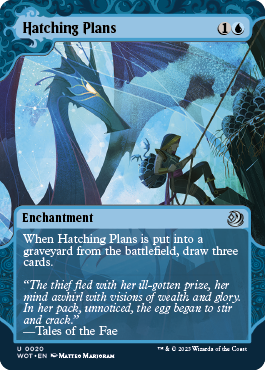 Hatching Plans 1
Enchantment
When Hatching Plans is put into a
graveyard from the battlefield, draw three
cards.
“The thief fled with her ill-gotten prize, her
mind awhirl with visions of wealth and glory.
In her pack, unnoticed, the egg began to stir
and crack.”
—Tales of the Fae
U 0020
WOT • EN Matteo Marjoram ™ & © 2023 Wizards of the Coast